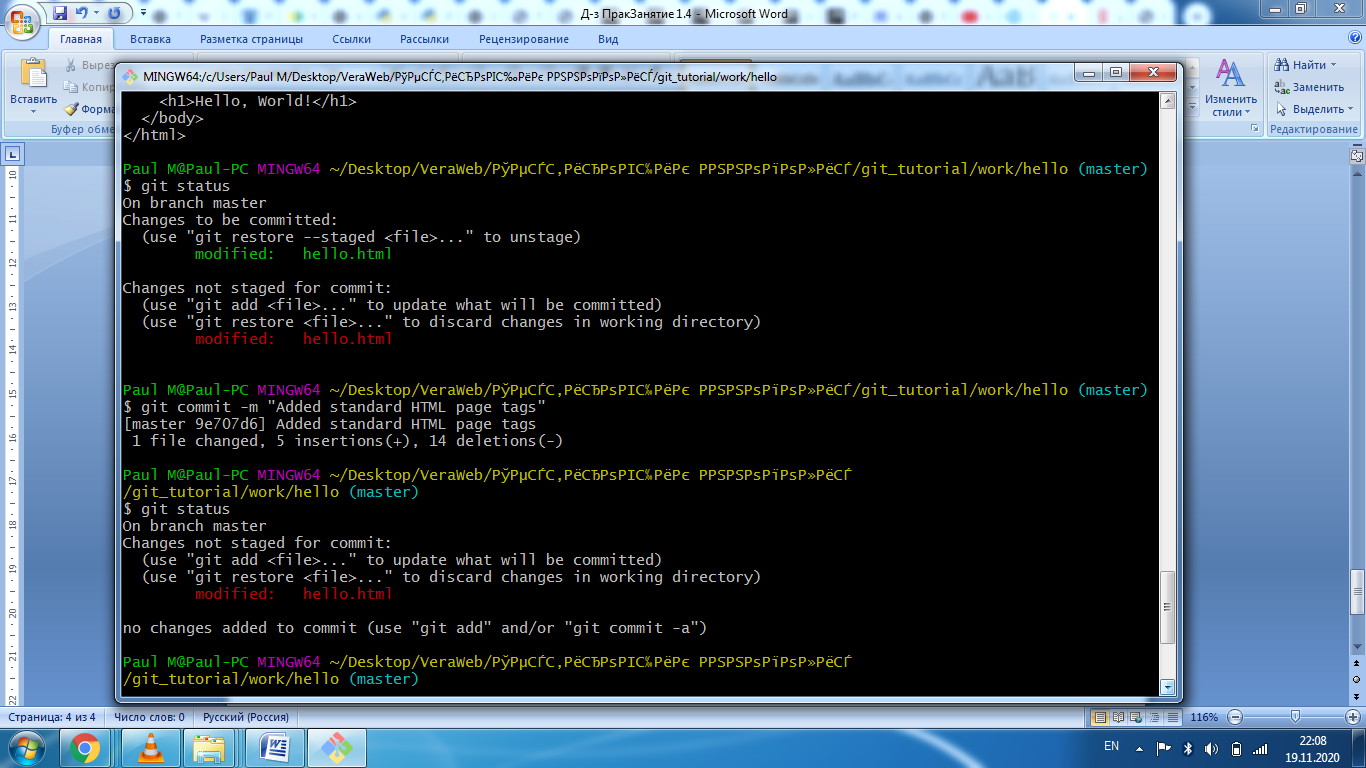 Д-з ПракЗанятие 1.4 - Microsoft Word
Главная Вставка Разметка страницы Ссылки Рассылки Рецензирование Вид
Вставить
Буфер
Изменить стили
Найти
Заменить
Выделить
Редактирование
MINGW64:/c/Users/Paul M/Desktop/VeraWeb/РўРµСЃС‚РёСЂРѕРІС‰РёРє РРЅРЅРѕРїРѕР»РёСЃ/git_tutorial/work/hello
<h1>Hello, World!</h1>
</body>
</html>
Paul M@Paul-PC MINGW64 ~/Desktop/VeraWeb/РўРµСЃС‚РёСЂРѕРІС‰РёРє РРЅРЅРѕРїРѕР»РёСЃ/git_tutorial/work/hello (master)
$ git status
On branch master
Changes to be committed:
(use "git restore --staged <file>..." to unstage)
modified: hello.html
Changes not staged for commit:
(use "git add <file>..." to update what will be committed)
(use "git restore <file>..." to discard changes in working directory)
modified: hello.html
Paul M@Paul-PC MINGW64 ~/Desktop/VeraWeb/РўРµСЃС‚РёСЂРѕРІС‰РёРє РРЅРЅРѕРїРѕР»РёСЃ/git_tutorial/work/hello (master)
$ git commit -m "Added standard HTML page tags"
[master 9e707d6] Added standard HTML page tags
1 file changed, 5 insertions(+), 14 deletions(-)
Paul M@Paul-PC MINGW64 ~/Desktop/VeraWeb/РўРµСЃС‚РёСЂРѕРІС‰РёРє РРЅРЅРѕРїРѕР»РёСЃ
/git_tutorial/work/hello (master)
$ git status
On branch master
Changes not staged for commit:
(use "git add <file>..." to update what will be committed)
(use "git restore <file>..." to discard changes in working directory)
modified: hello.html
no changes added to commit (use "git add" and/or "git commit -a")
Paul M@Paul-PC MINGW64 ~/Desktop/VeraWeb/РўРµСЃС‚РёСЂРѕРІС‰РёРє РРЅРЅРѕРїРѕР»РёСЃ
/git_tutorial/work/hello (master)
Страница: 4 из 4 Число слов: 0 Русский (Россия) 116%
EN 22:08
19.11.2020